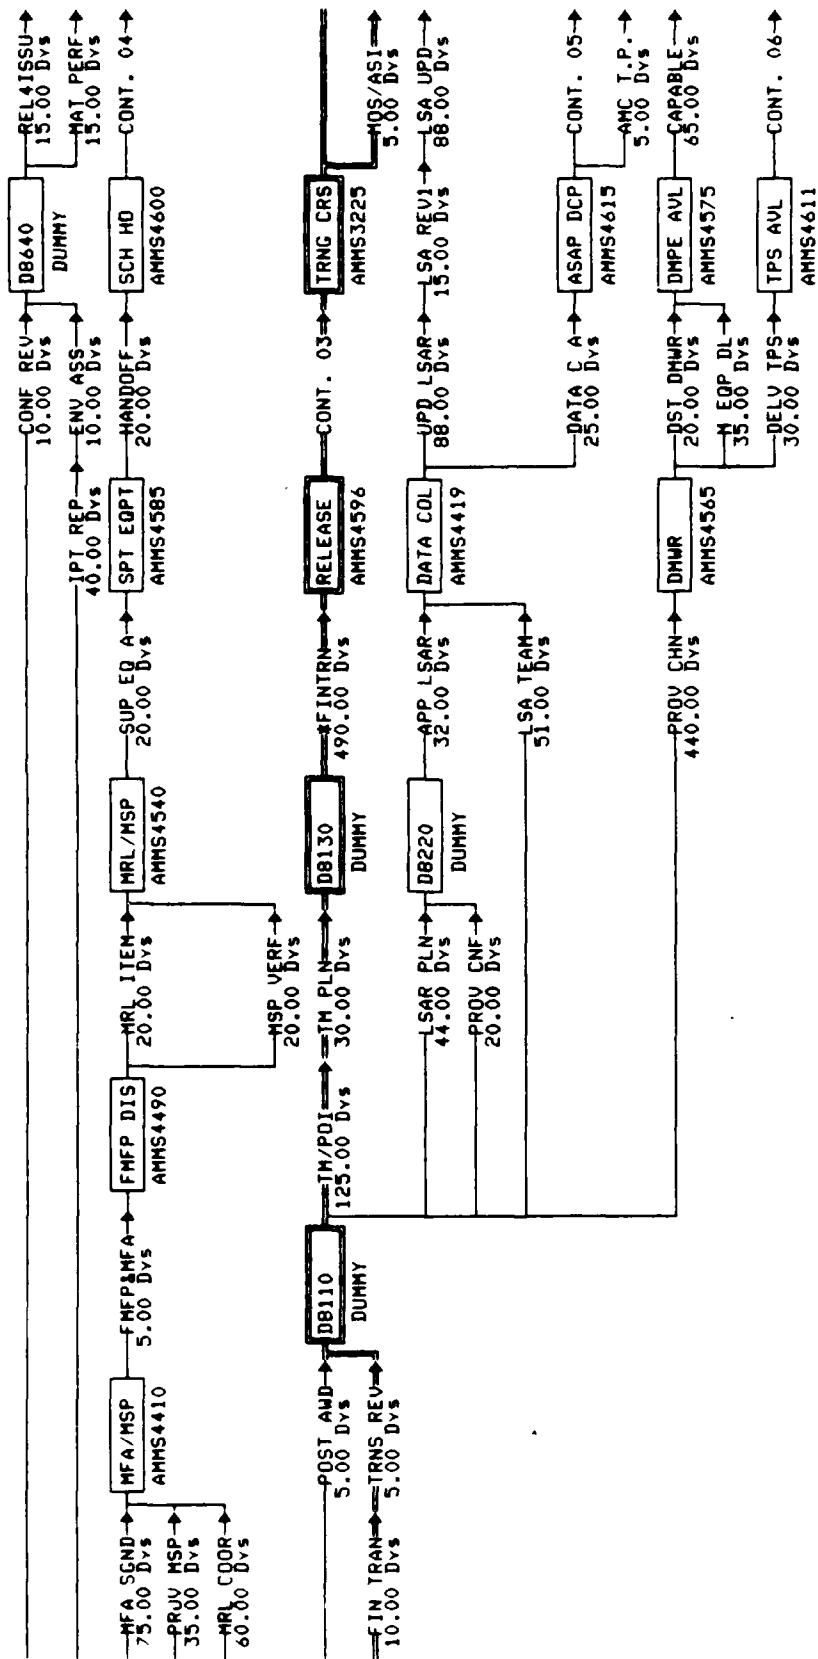 CONF REV
10.00 Dys
D8640
DUMMY
REL4ISSU
15.00 Dys
MAT PERF
15.00 Dys
IPT REP
40.00 Dys
ENV ASS
10.00 Dys
MFA SGND
75.00 Dys
PROV MSP
35.00 Dys
MRL COOR
60.00 Dys
MFA/MSP
AMMS4410
FMFP&MFA
5.00 Dys
FMFP DIS
AMMS4490
MRL ITEM
20.00 Dys
MSP VERF
20.00 Dys
MRL/MSP
AMMS4540
SUP EQ A
20.00 Dys
SPT EQPT
AMMS4585
HANDOFF
20.00 Dys
SCH HO
AMMS4600
CONT. 04
POST AWD
5.00 Dys
FIN TRAN
10.00 Dys
TRNS REV
5.00 Dys
D8110
DUMMY
TM/PDI
125.00 Dys
TM PLN
30.00 Dys
D8130
DUMMY
#FINTRN
490.00 Dys
RELEASE
AMMS4596
CONT. 03
TRNG CRS
AMMS3225
MOS/ASI
5.00 Dys
LSAR PLN
44.00 Dys
PROV CNF
20.00 Dys
D8220
DUMMY
APP LSAR
32.00 Dys
LSA TEAM
51.00 Dys
DATA COL
AMMS4419
UPD LSAR
88.00 Dys
LSA REV1
15.00 Dys
LSA UPD
88.00 Dys
DATA C A
25.00 Dys
ASAP DCP
AMMS4615
CONT. 05
AMC T.P.
5.00 Dys
PROV CHN
440.00 Dys
DMWR
AMMS4565
DST DMWR
20.00 Dys
M EQP DL
35.00 Dys
DELV TPS
30.00 Dys
DMPE AVL
AMMS4575
CAPABLE
65.00 Dys
TPS AVL
AMMS4611
CONT. 06